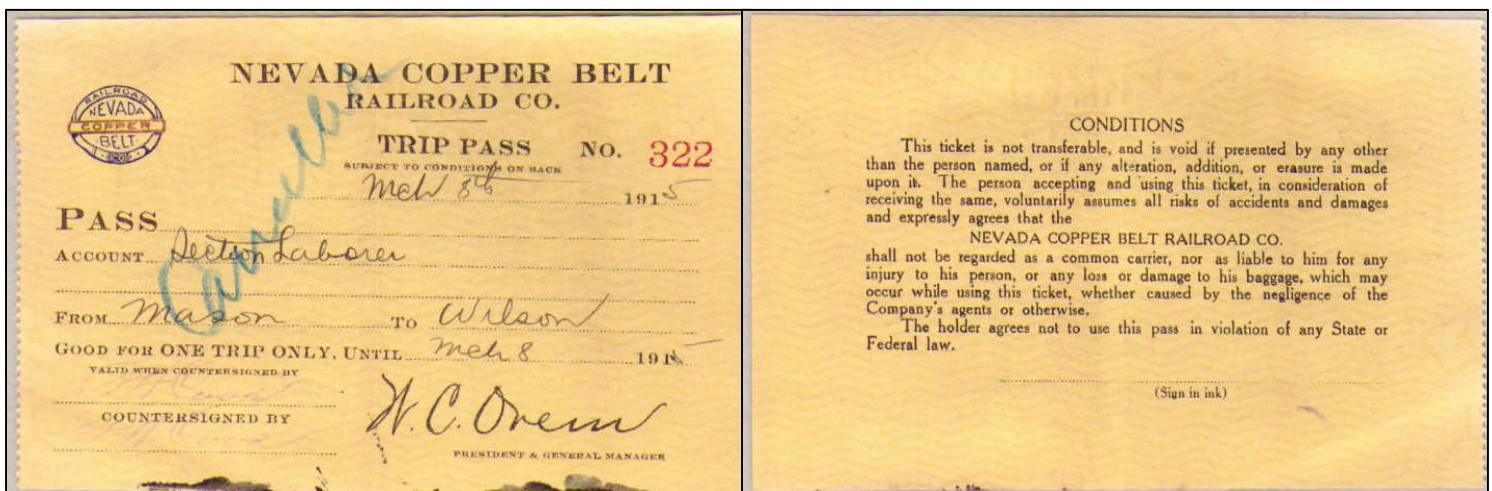 NEVADA COPPER BELT
RAILROAD CO.
RAILROAD
NEVADA
COPPER
BELT
TRIP PASS NO. 322
SUBJECT TO CONDITIONS ON BACK
Mch 8th 1915
Cancelled
PASS
ACCOUNT Section Laborer
FROM Mason TO Wilson
GOOD FOR ONE TRIP ONLY, UNTIL Mch 8 1915
VALID WHEN COUNTERSIGNED BY
COUNTERSIGNED BY
W. C. Orem
PRESIDENT & GENERAL MANAGER
CONDITIONS
This ticket is not transferable, and is void if presented by any other
than the person named, or if any alteration, addition, or erasure is made
upon it. The person accepting and using this ticket, in consideration of
receiving the same, voluntarily assumes all risks of accidents and damages
and expressly agrees that the
NEVADA COPPER BELT RAILROAD CO.
shall not be regarded as a common carrier, nor as liable to him for any
injury to his person, or any loss or damage to his baggage, which may
occur while using this ticket, whether caused by the negligence of the
Company's agents or otherwise.
The holder agrees not to use this pass in violation of any State or
Federal law.
(Sign in ink)